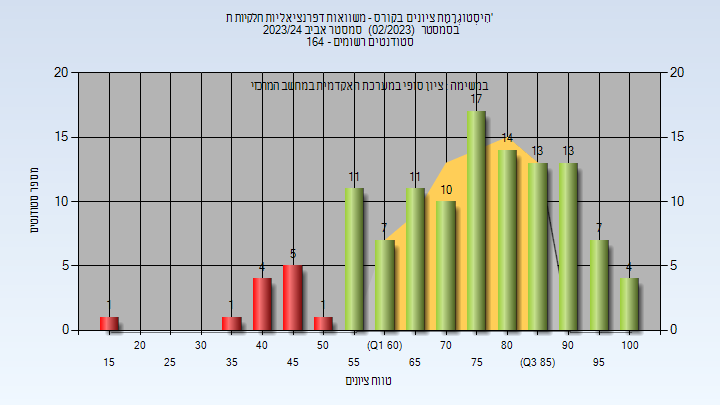 הִיסְטוֹגְרַמַת ציונים בקורס - משוואות דפרנציאליות חלקיות ת'
בסמסטר (02/2023) סמסטר אביב 2023/24
סטודנטים רשומים - 164
במשימה : ציון סופי במערכת האקדמית במחשב המרכזי
מספר סטודנטים
20 15 10 5 0
20 15 10 5 0
1 1 4 5 1 11 7 11 10 17 14 13 13 7 4
20 30 40 50 (Q1 60) 70 80 90 100
15 25 35 45 55 65 75 (Q3 85) 95
טווח ציונים